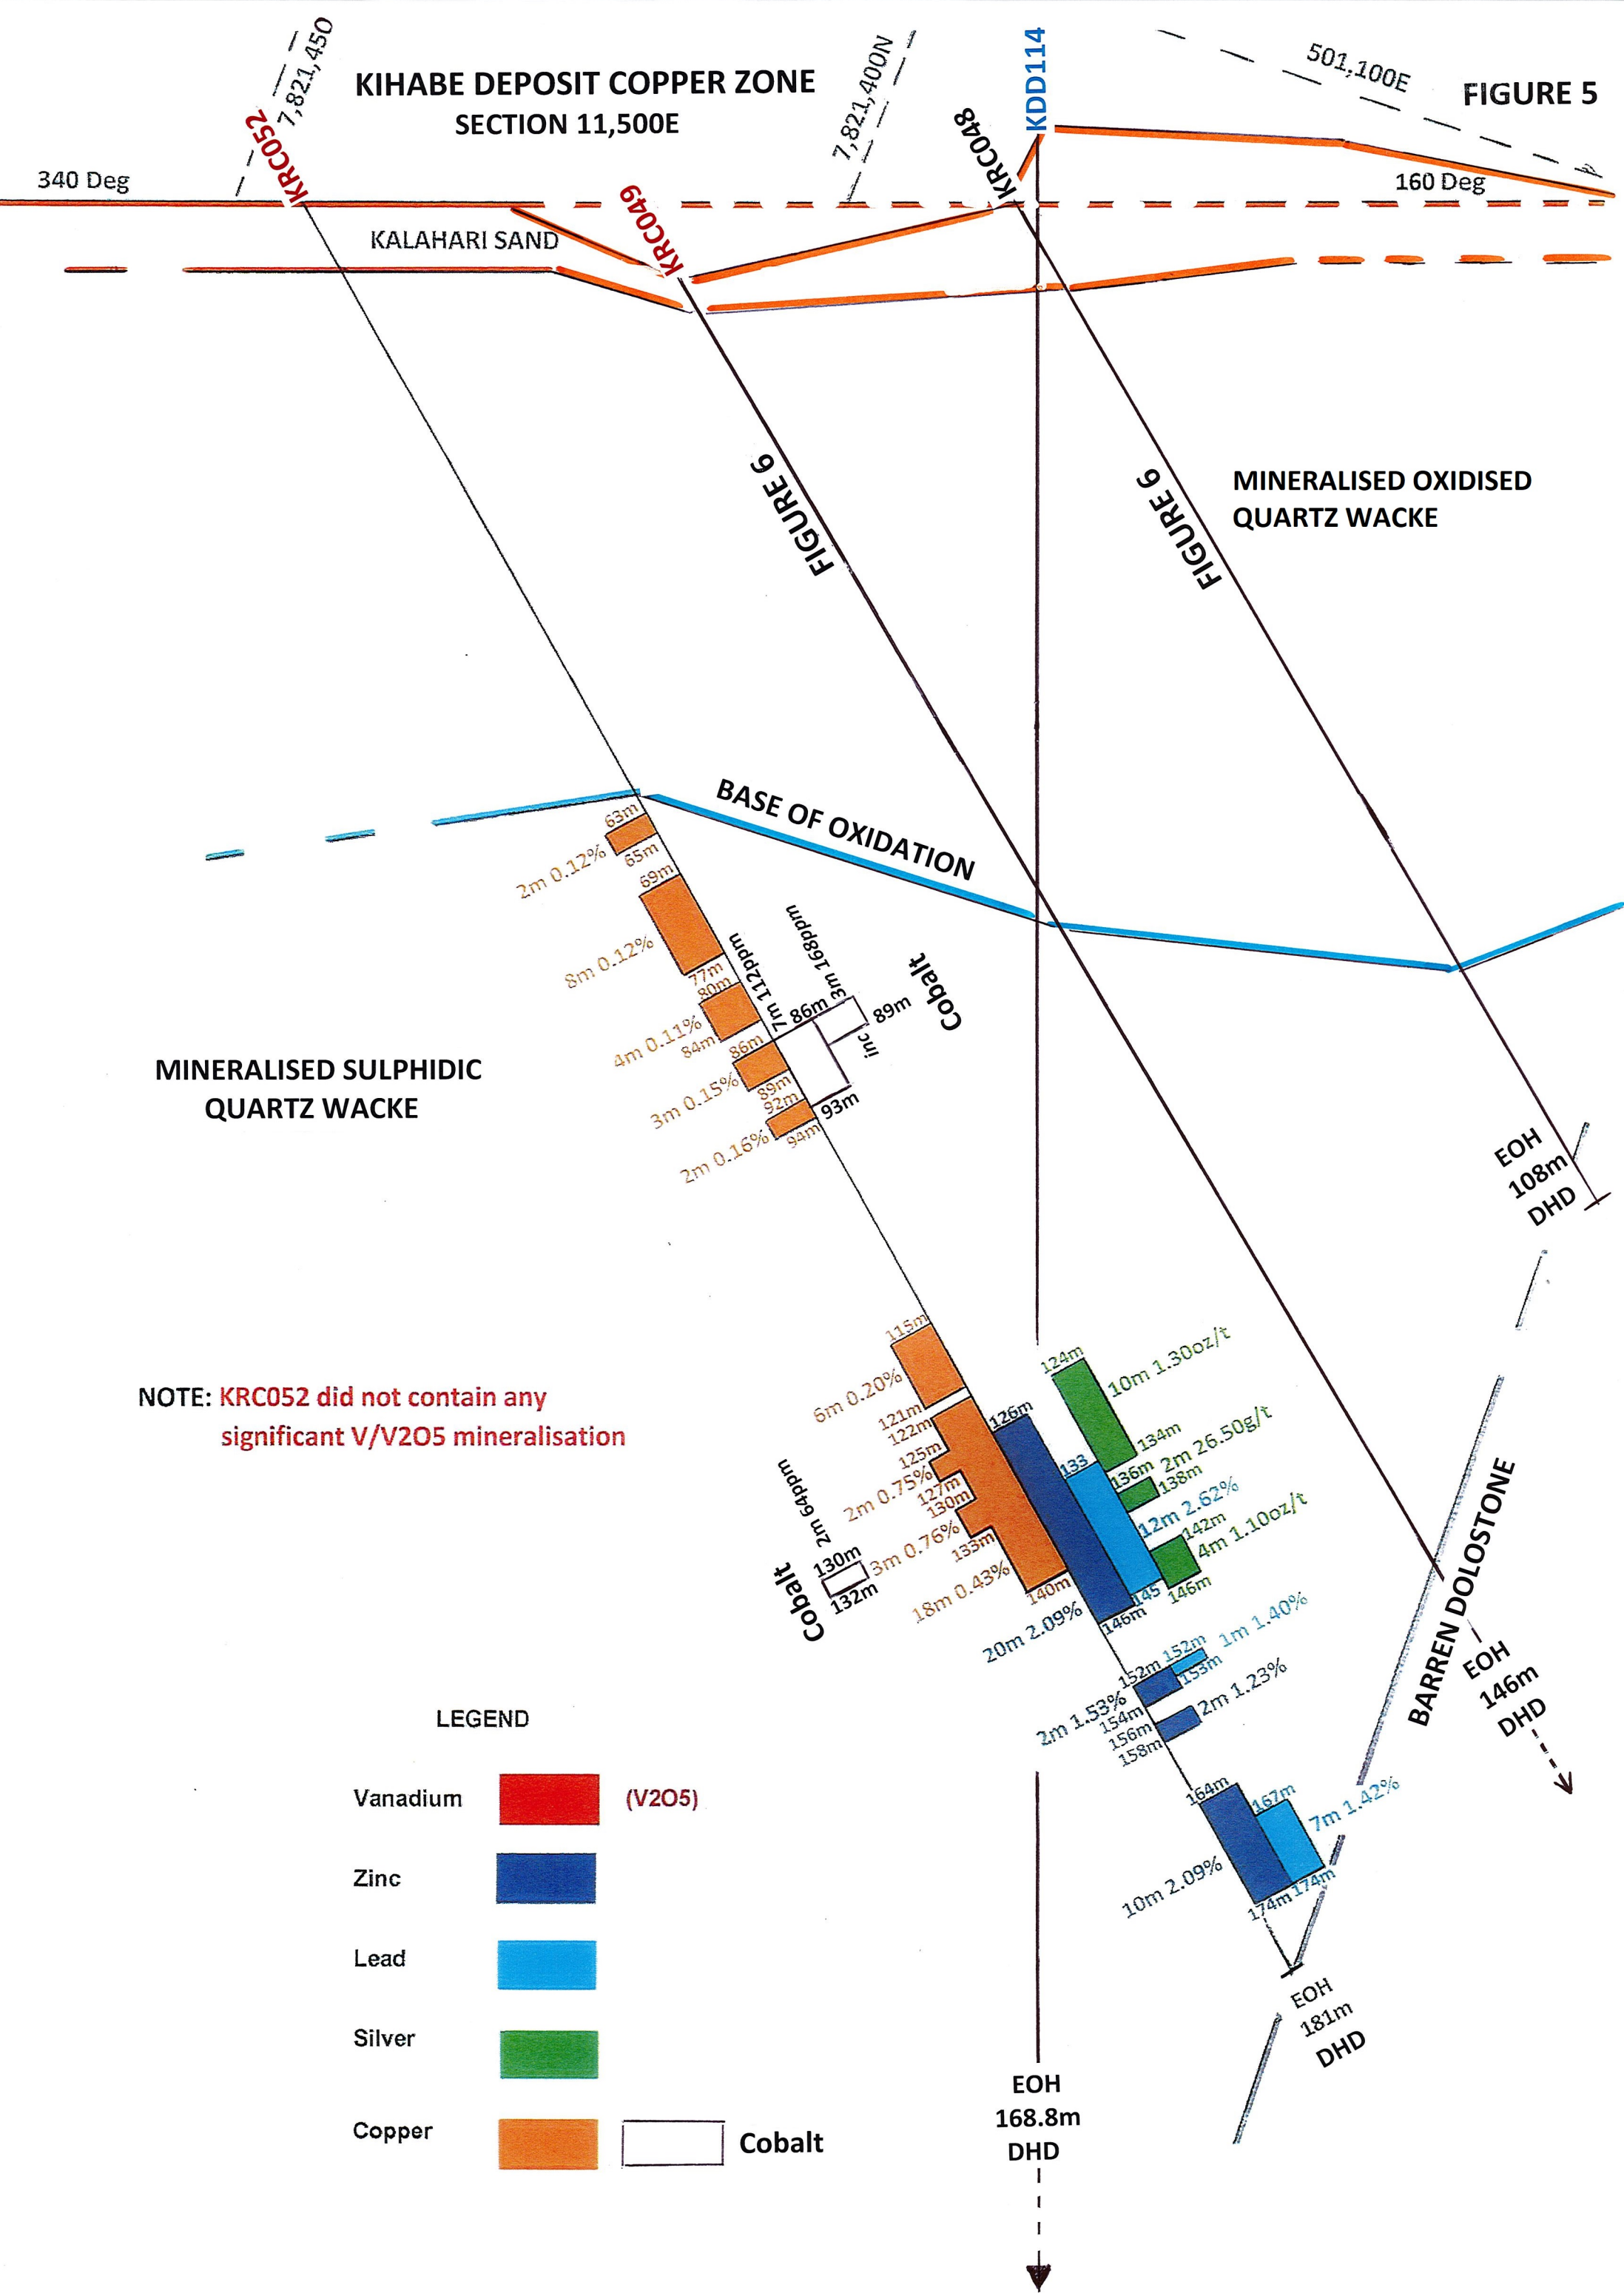 7,821,450
KIHABE DEPOSIT COPPER ZONE
SECTION 11,500E
7,821,400N
KDD114
501,100E
FIGURE 5
340 Deg
KRC052
KRC049
KRC048
160 Deg
KALAHARI SAND
FIGURE 6
FIGURE 6
MINERALISED OXIDISED
QUARTZ WACKE
BASE OF OXIDATION
63m
2m 0.12%
65m
69m
8m 0.12%
77m
80m
4m 0.11%
84m
7m 112ppm
86m
3m 168ppm
89m
inc
Cobalt
86m
3m 0.15%
89m
92m
93m
2m 0.16%
94m
MINERALISED SULPHIDIC
QUARTZ WACKE
EOH
108m
DHD
115m
6m 0.20%
121m
122m
125m
2m 0.75%
127m
130m
3m 0.76%
133m
18m 0.43%
140m
2m 64ppm
130m
132m
Cobalt
126m
20m 2.09%
146m
133
12m 2.62%
145
124m
10m 1.30oz/t
134m
136m
2m 26.50g/t
138m
142m
4m 1.10oz/t
146m
NOTE: KRC052 did not contain any
significant V/V2O5 mineralisation
152m
152m
1m 1.40%
153m
2m 1.53%
154m
156m
2m 1.23%
158m
BARREN DOLOSTONE
EOH
146m
DHD
164m
167m
7m 1.42%
10m 2.09%
174m
174m
EOH
181m
DHD
LEGEND
Vanadium
(V2O5)
Zinc
Lead
Silver
Copper
Cobalt
EOH
168.8m
DHD